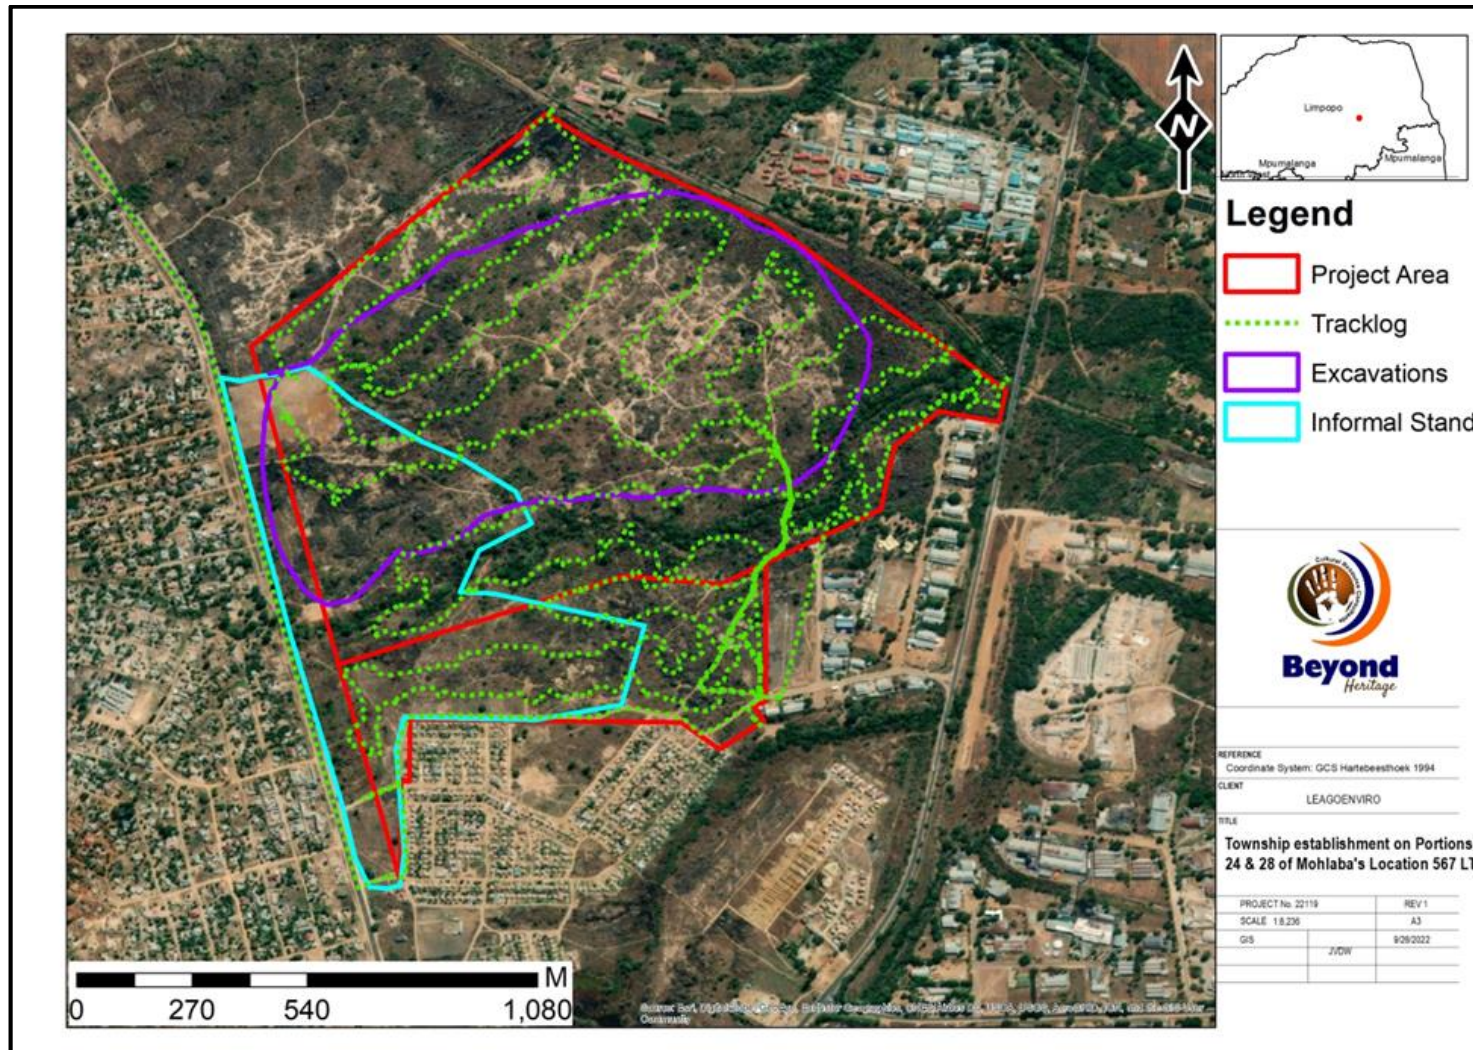 N
Limpopo
Mpumalanga
Mpumalanga
Legend
Project Area
Tracklog
Excavations
Informal Stand
Beyond
Heritage
REFERENCE
Coordinate System: GCS Hartebeesthoek 1994
CLIENT
LEAGOENVIRO
TITLE
Township establishment on Portions
24 & 28 of Mohlaba's Location 567 LT
PROJECT No. 22119 REV 1
SCALE 1:6,236 A3
GIS JVDW 9/28/2022
M
0 270 540 1,080